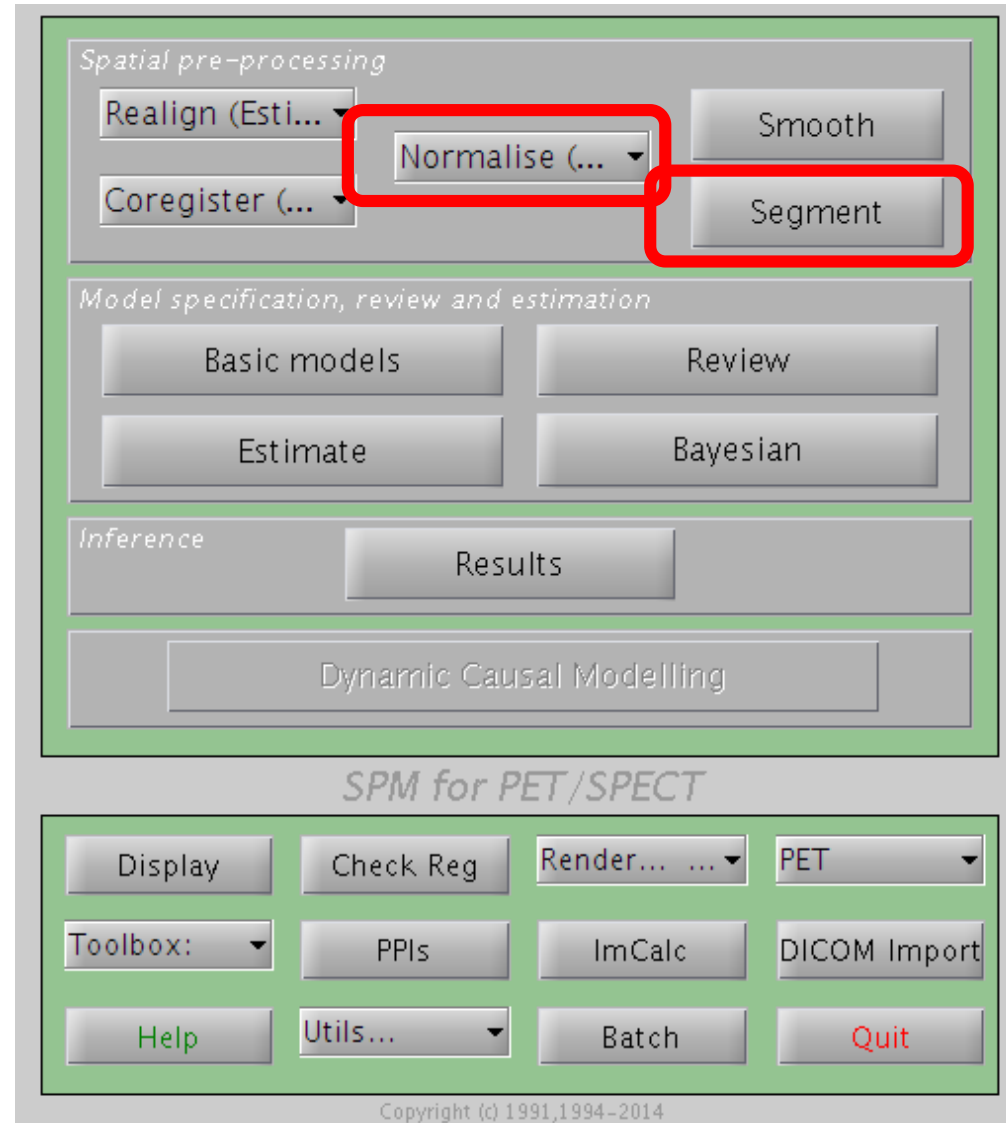 Spatial pre-processing
Realign (Esti...
Normalise (...
Smooth
Coregister (...
Segment
Model specification, review and estimation
Basic models
Review
Estimate
Bayesian
Inference
Results
Dynamic Causal Modelling
SPM for PET/SPECT
Display
Check Reg
Render... ...
PET
Toolbox:
PPIs
ImCalc
DICOM Import
Help
Utils...
Batch
Quit
Copyright (c) 1991,1994-2014